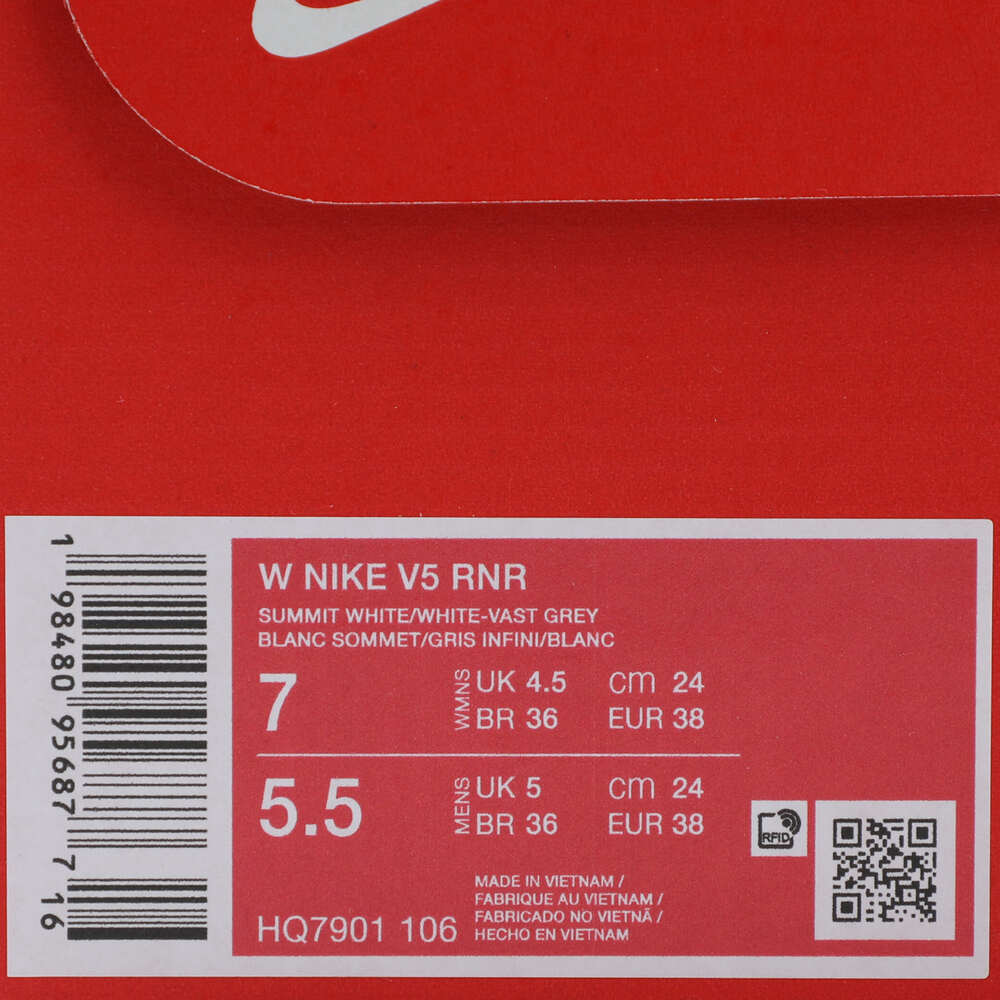 W NIKE V5 RNR
SUMMIT WHITE/WHITE-VAST GREY
BLANC SOMMET/GRIS INFINI/BLANC
7 WMNS UK 4.5 cm 24
BR 36 EUR 38
5.5 MENS UK 5 cm 24
BR 36 EUR 38
RFID
MADE IN VIETNAM /
FABRIQUE AU VIETNAM /
FABRICADO NO VIETNÃ /
HECHO EN VIETNAM
HQ7901 106
1 98480 95687 7 16